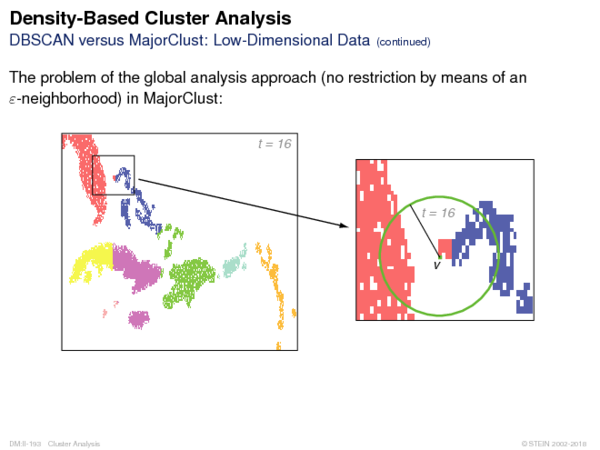 Density-Based Cluster Analysis
DBSCAN versus MajorClust: Low-Dimensional Data (continued)
The problem of the global analysis approach (no restriction by means of an
ε-neighborhood) in MajorClust:
t = 16
t = 16
v
DM:II-193 Cluster Analysis
© STEIN 2002-2018